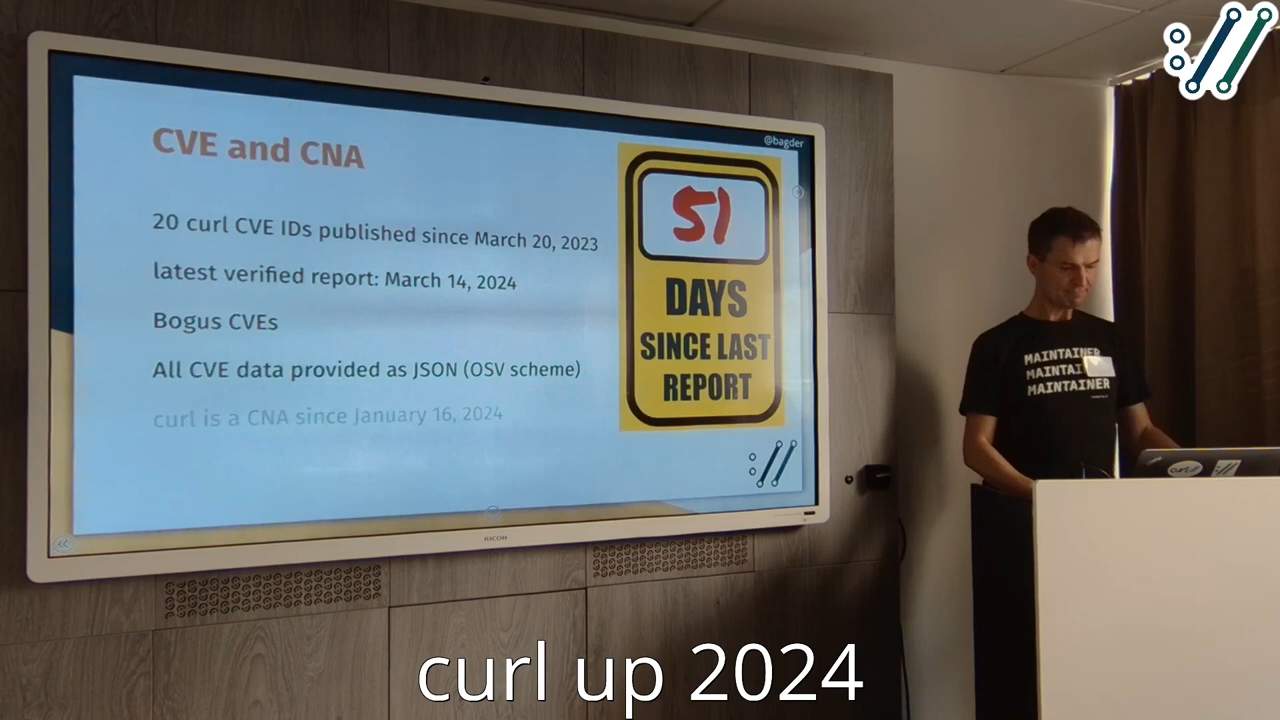 @bagder
CVE and CNA
20 curl CVE IDs published since March 20, 2023
latest verified report: March 14, 2024
Bogus CVEs
All CVE data provided as JSON (OSV scheme)
curl is a CNA since January 16, 2024
51
DAYS
SINCE LAST
REPORT
RICOH
MAINTAINER
MAINTAI
MAINTAINER
curl://
curl up 2024